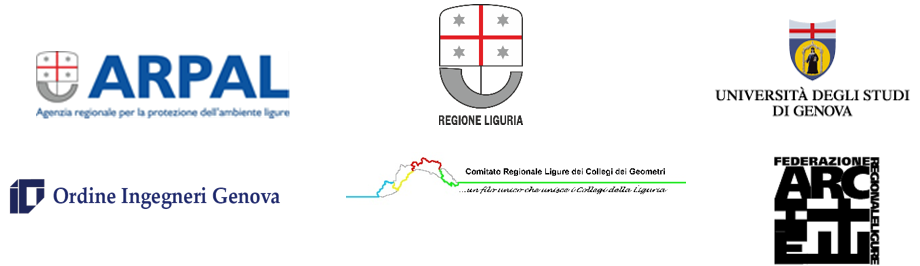 ARPAL
Agenzia regionale per la protezione dell'ambiente ligure
REGIONE LIGURIA
UNIVERSITÀ DEGLI STUDI
DI GENOVA
Ordine Ingegneri Genova
Comitato Regionale Ligure dei Collegi dei Geometri
...un filo unico che unisce i Collegi della Liguria
FEDERAZIONE
REGIONALE LIGURE
ARC